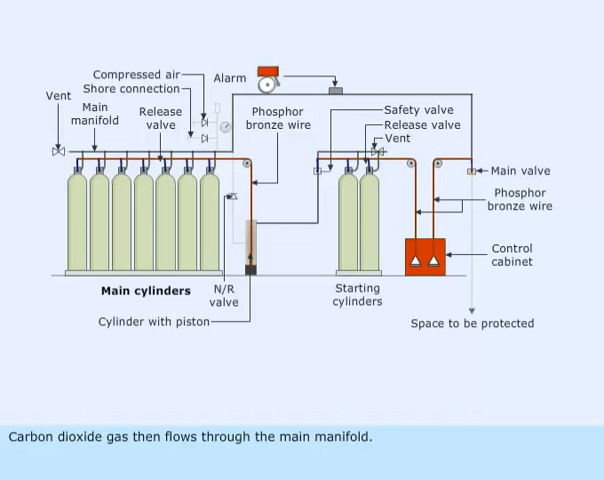 Compressed air
Shore connection
Alarm
Vent
Main
manifold
Release
valve
Phosphor
bronze wire
Safety valve
Release valve
Vent
Main valve
Phosphor
bronze wire
Control
cabinet
Main cylinders
N/R
valve
Starting
cylinders
Cylinder with piston
Space to be protected
Carbon dioxide gas then flows through the main manifold.